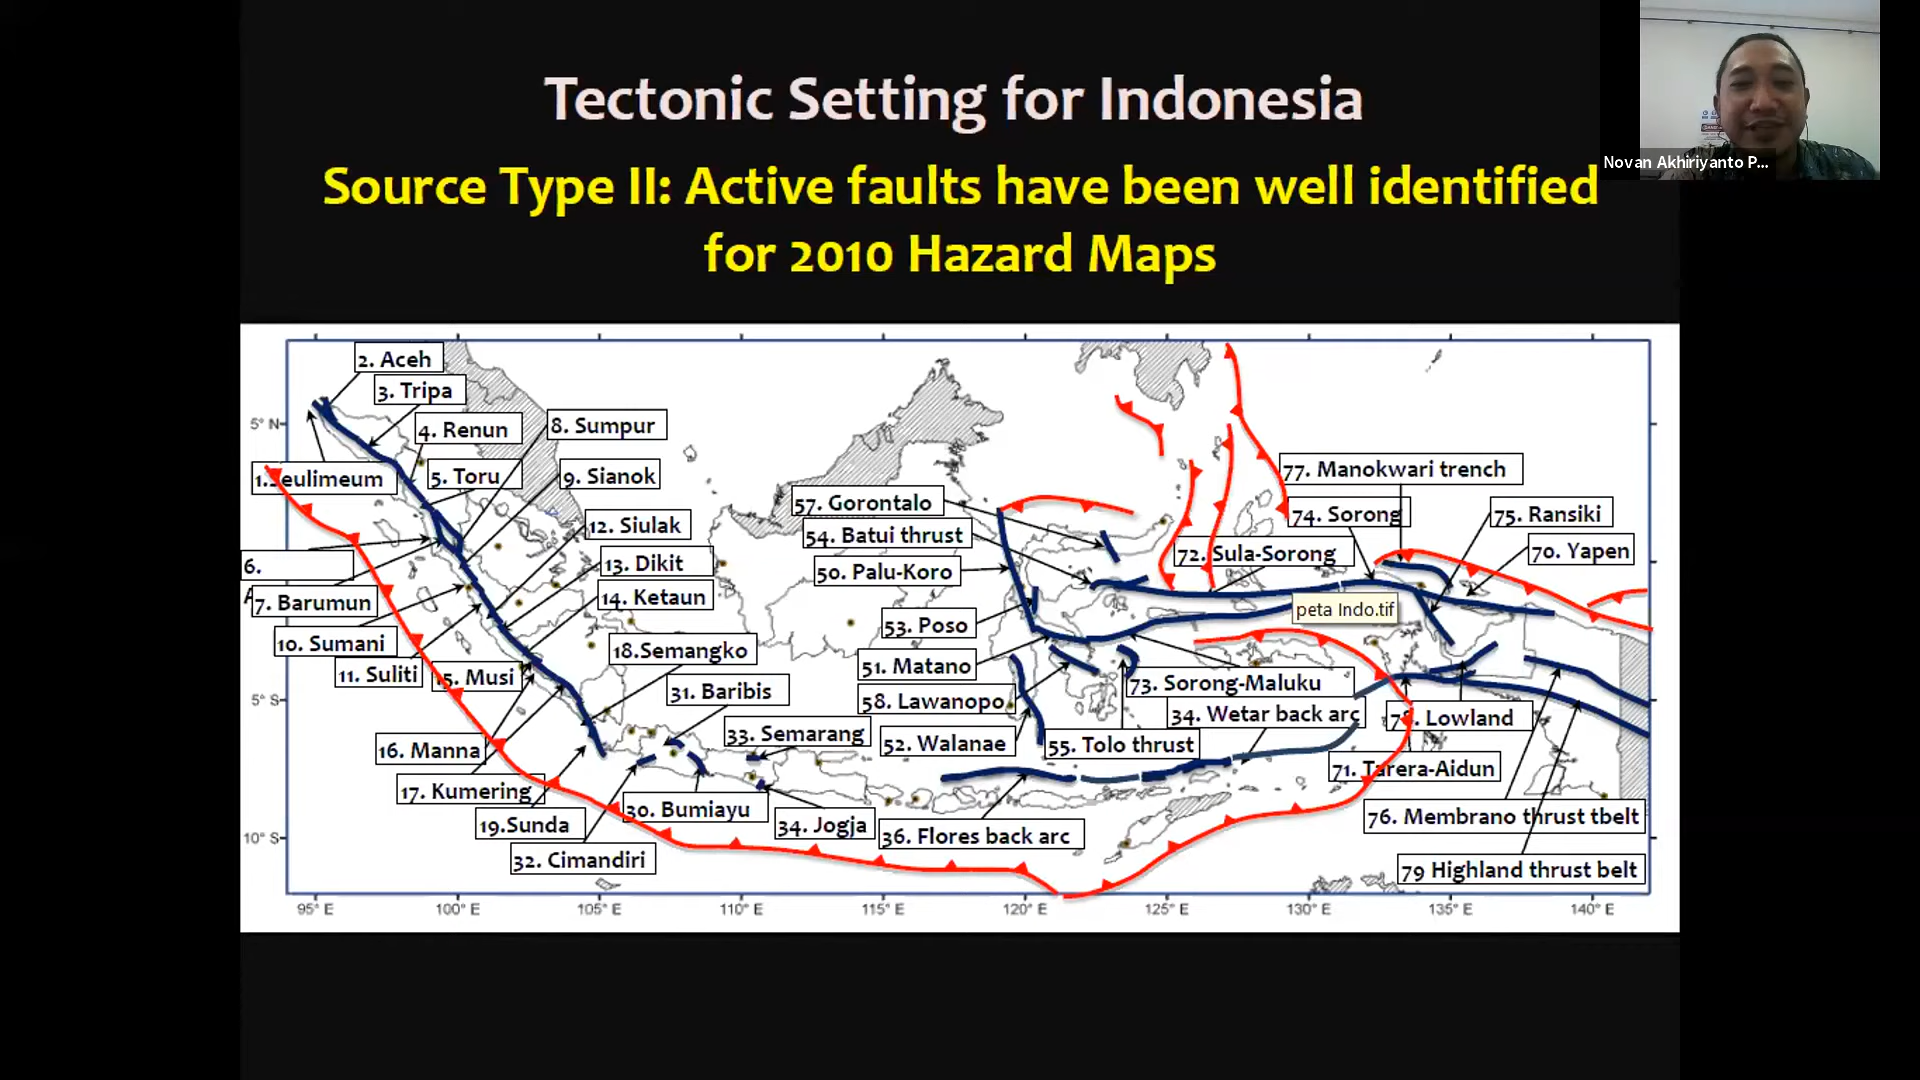 Tectonic Setting for Indonesia
Novan Akhiriyanto P...
Source Type II: Active faults have been well identified
for 2010 Hazard Maps
2. Aceh
3. Tripa
4. Renun
8. Sumpur
5° N
1.Seulimeum
5. Toru
9. Sianok
57. Gorontalo
77. Manokwari trench
12. Siulak
54. Batui thrust
74. Sorong
75. Ransiki
6.
13. Dikit
50. Palu-Koro
72. Sula-Sorong
70. Yapen
7. Barumun
14. Ketaun
peta Indo.tif
10. Sumani
18.Semangko
53. Poso
11. Suliti
15. Musi
31. Baribis
51. Matano
73. Sorong-Maluku
5° S
58. Lawanopo
34. Wetar back arc
78. Lowland
16. Manna
33. Semarang
52. Walanae
55. Tolo thrust
71. Tarera-Aidun
17. Kumering
30. Bumiayu
76. Membrano thrust tbelt
19.Sunda
34. Jogja
36. Flores back arc
10° S
32. Cimandiri
79 Highland thrust belt
95° E
100° E
105° E
110° E
115° E
120° E
125° E
130° E
135° E
140° E